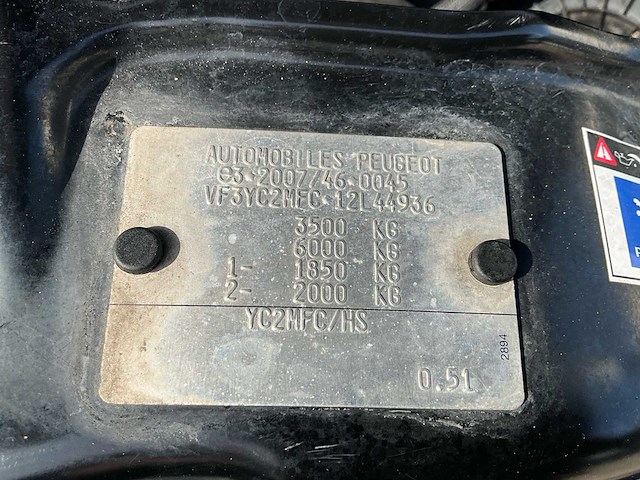 AUTOMOBILES PEUGEOT
e3*2007/46*0045
VF3YC2MFC*12L44936
3500 KG
6000 KG
1- 1850 KG
2- 2000 KG
YC2MFC/HS
2894
0.51